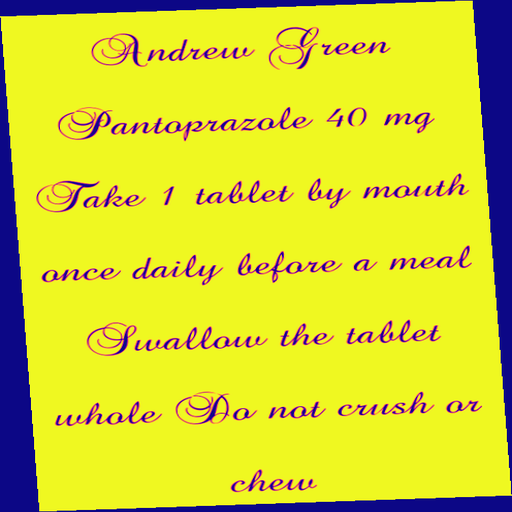 Andrew Green
Pantoprazole 40 mg
Take 1 tablet by mouth
once daily before a meal
Swallow the tablet
whole Do not crush or
chew